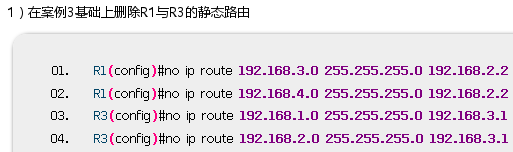 1）在案例3基础上删除R1与R3的静态路由
01. R1(config)#no ip route 192.168.3.0 255.255.255.0 192.168.2.2
02. R1(config)#no ip route 192.168.4.0 255.255.255.0 192.168.2.2
03. R3(config)#no ip route 192.168.1.0 255.255.255.0 192.168.3.1
04. R3(config)#no ip route 192.168.2.0 255.255.255.0 192.168.3.1